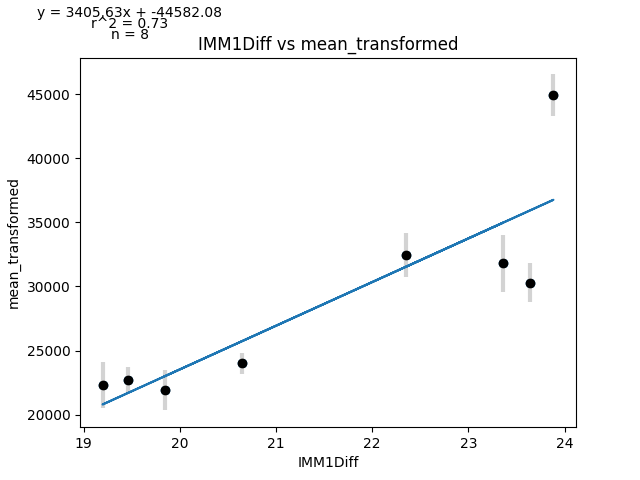 y = 3405.63x + -44582.08
r^2 = 0.73
n = 8
IMM1Diff vs mean_transformed
45000
40000
35000
30000
25000
20000
mean_transformed
19 20 21 22 23 24
IMM1Diff